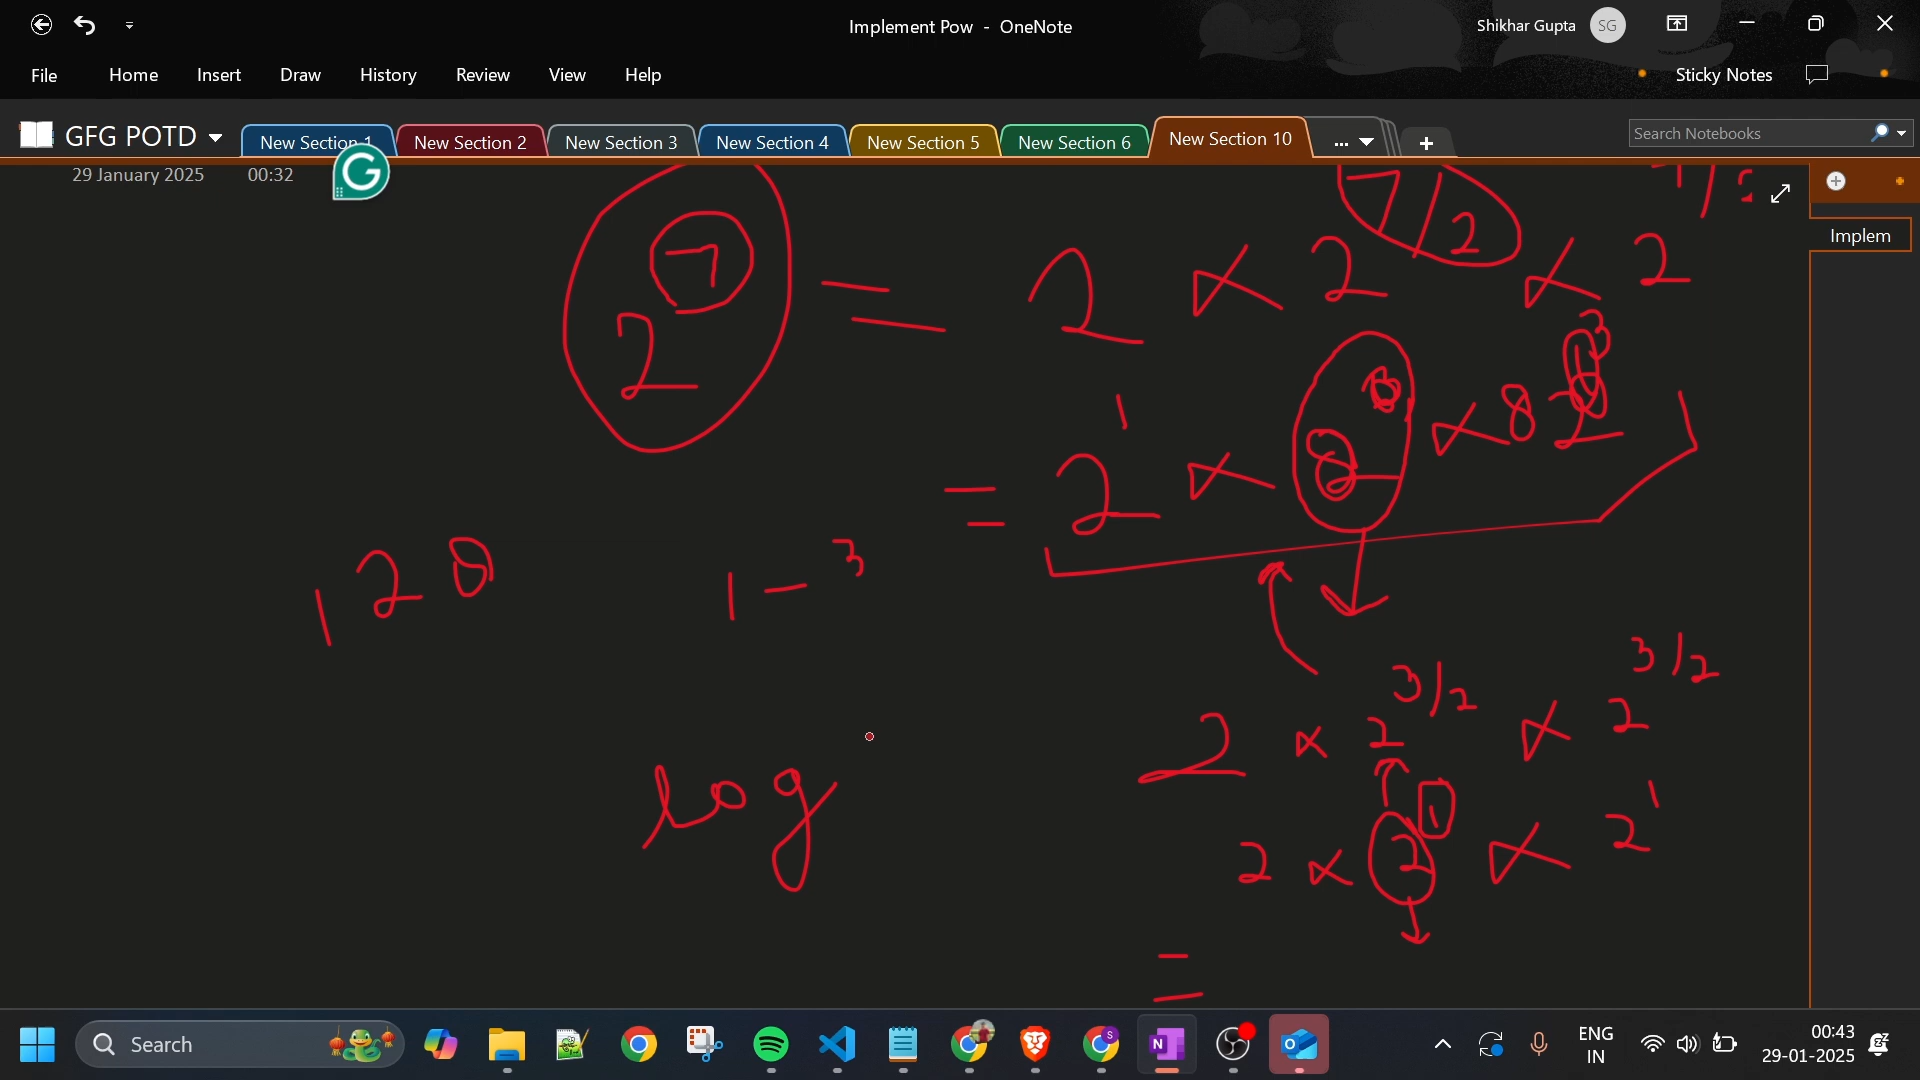 Implement Pow - OneNote
Shikhar Gupta SG
File Home Insert Draw History Review View Help
Sticky Notes
GFG POTD
New Section 1 New Section 2 New Section 3 New Section 4 New Section 5 New Section 6 New Section 10 ...
Search Notebooks
29 January 2025 00:32
Implem
2^7 = 2 × 2^7/2 × 2
= 2^1 ×
128
1 - 3
2 × 2^3/2 × 2^3/2
log
2 × 2^1 × 2^1
=
Search
ENG
IN
00:43
29-01-2025